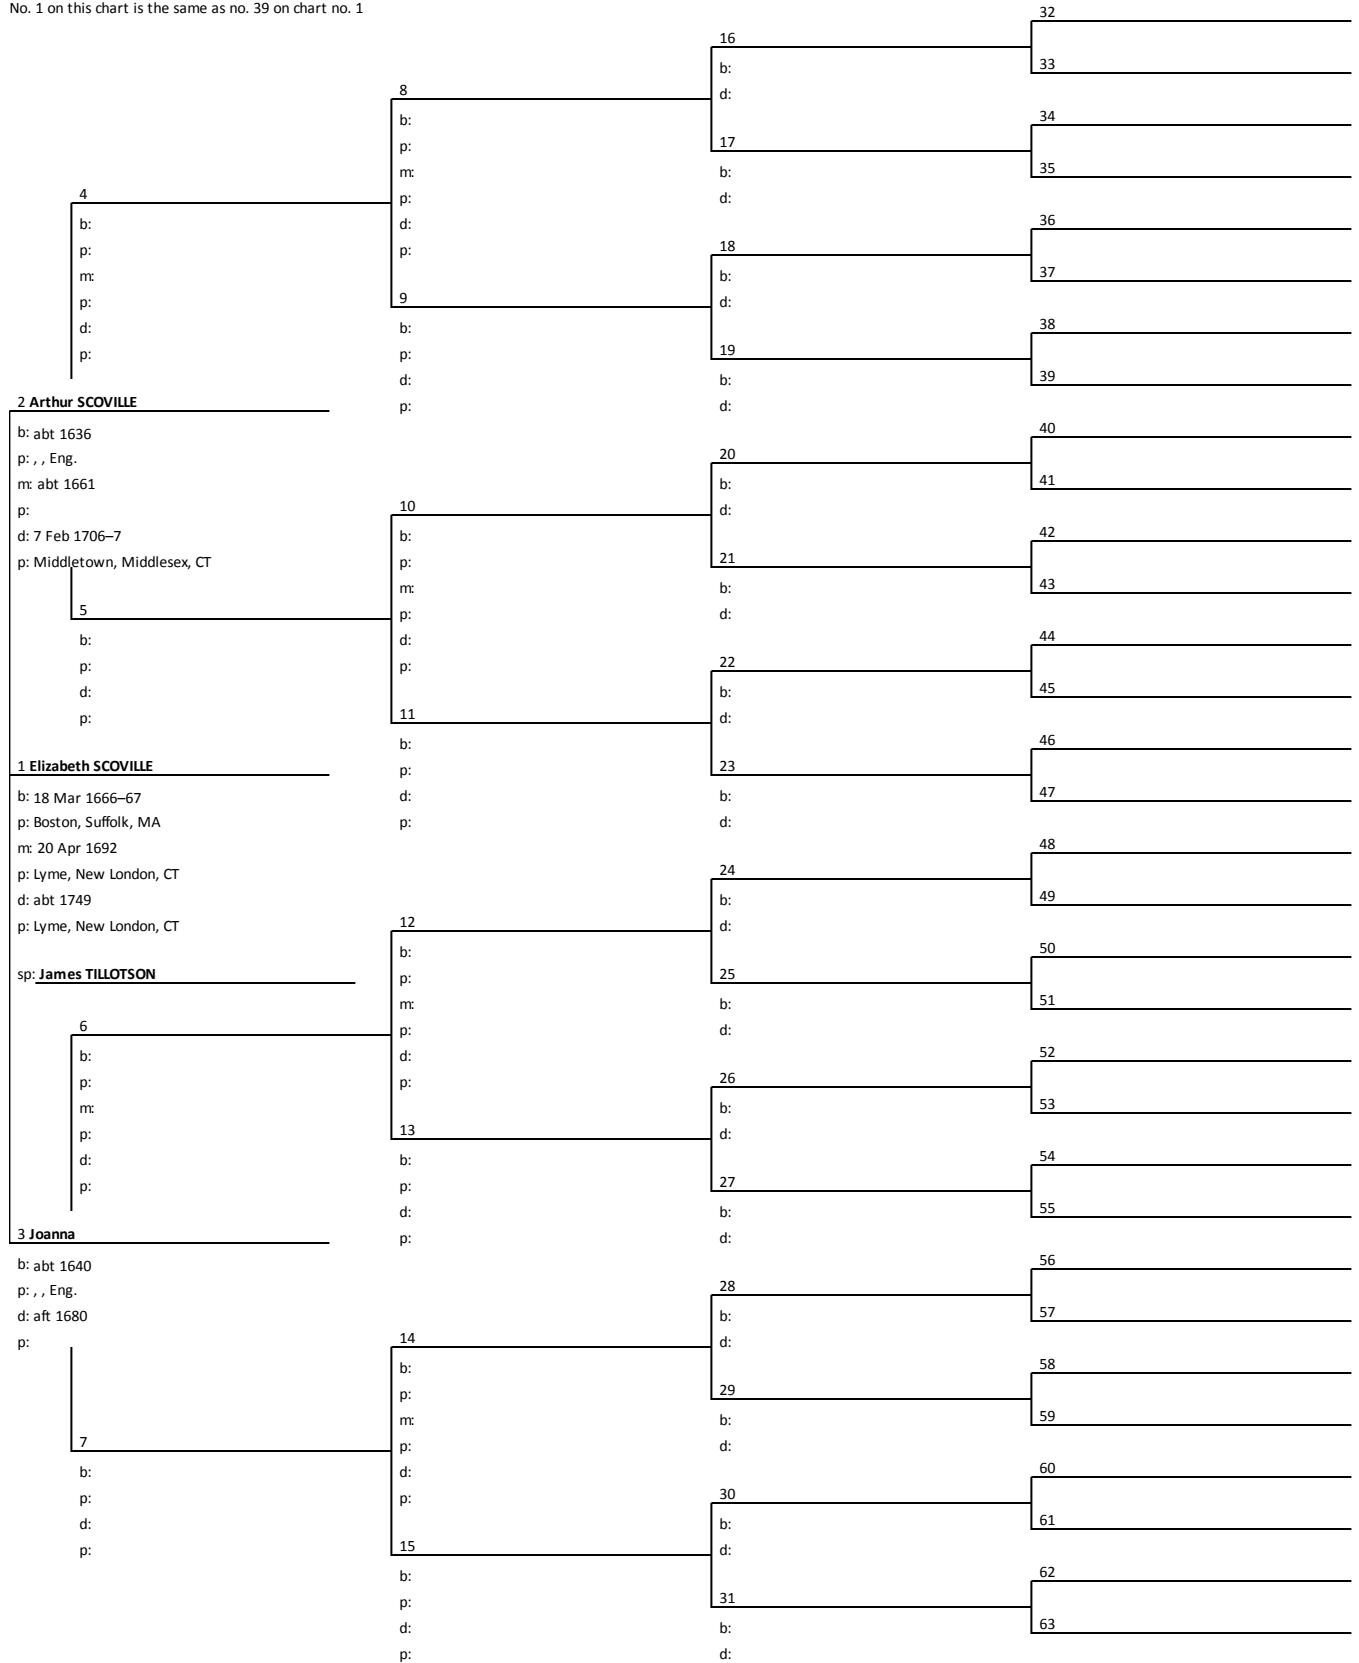 No. 1 on this chart is the same as no. 39 on chart no. 1
4
b:
p:
m:
p:
d:
p:
2 Arthur SCOVILLE
b: abt 1636
p: , , Eng.
m: abt 1661
p:
d: 7 Feb 1706–7
p: Middletown, Middlesex, CT
5
b:
p:
d:
p:
1 Elizabeth SCOVILLE
b: 18 Mar 1666–67
p: Boston, Suffolk, MA
m: 20 Apr 1692
p: Lyme, New London, CT
d: abt 1749
p: Lyme, New London, CT
sp: James TILLOTSON
6
b:
p:
m:
p:
d:
p:
3 Joanna
b: abt 1640
p: , , Eng.
d: aft 1680
p:
7
b:
p:
d:
p:
8
b:
p:
m:
p:
d:
p:
9
b:
p:
d:
p:
10
b:
p:
m:
p:
d:
p:
11
b:
p:
d:
p:
12
b:
p:
m:
p:
d:
p:
13
b:
p:
d:
p:
14
b:
p:
m:
p:
d:
p:
15
b:
p:
d:
p:
16
b:
d:
17
b:
d:
18
b:
d:
19
b:
d:
20
b:
d:
21
b:
d:
22
b:
d:
23
b:
d:
24
b:
d:
25
b:
d:
26
b:
d:
27
b:
d:
28
b:
d:
29
b:
d:
30
b:
d:
31
b:
d:
32
33
34
35
36
37
38
39
40
41
42
43
44
45
46
47
48
49
50
51
52
53
54
55
56
57
58
59
60
61
62
63